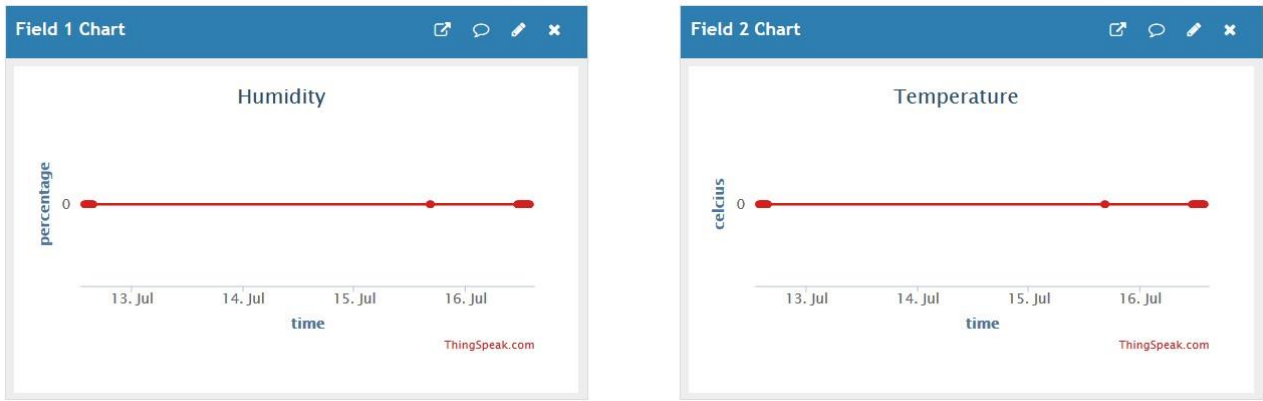 Field 1 Chart
Humidity
percentage
0
13. Jul 14. Jul 15. Jul 16. Jul
time
ThingSpeak.com
Field 2 Chart
Temperature
celcius
0
13. Jul 14. Jul 15. Jul 16. Jul
time
ThingSpeak.com